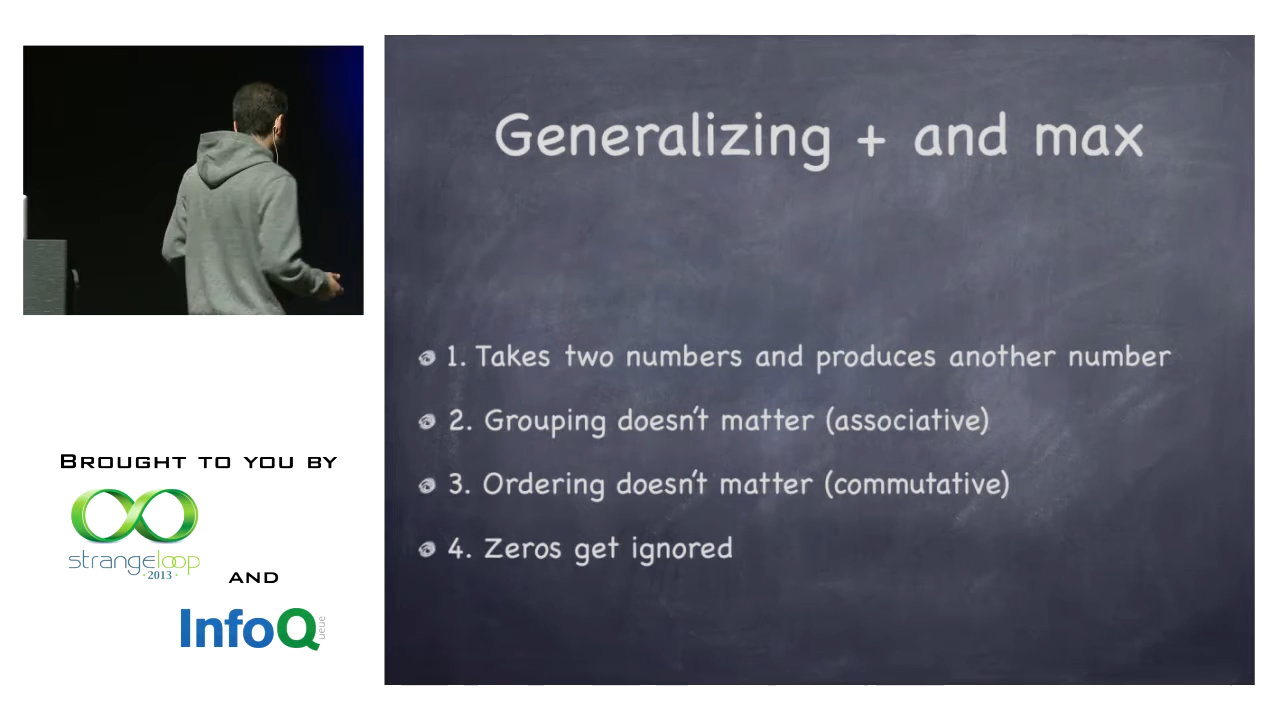 Generalizing + and max
1. Takes two numbers and produces another number
2. Grouping doesn't matter (associative)
3. Ordering doesn't matter (commutative)
4. Zeros get ignored
BROUGHT TO YOU BY
strangeloop
·2013·
AND
InfoQ
ueue